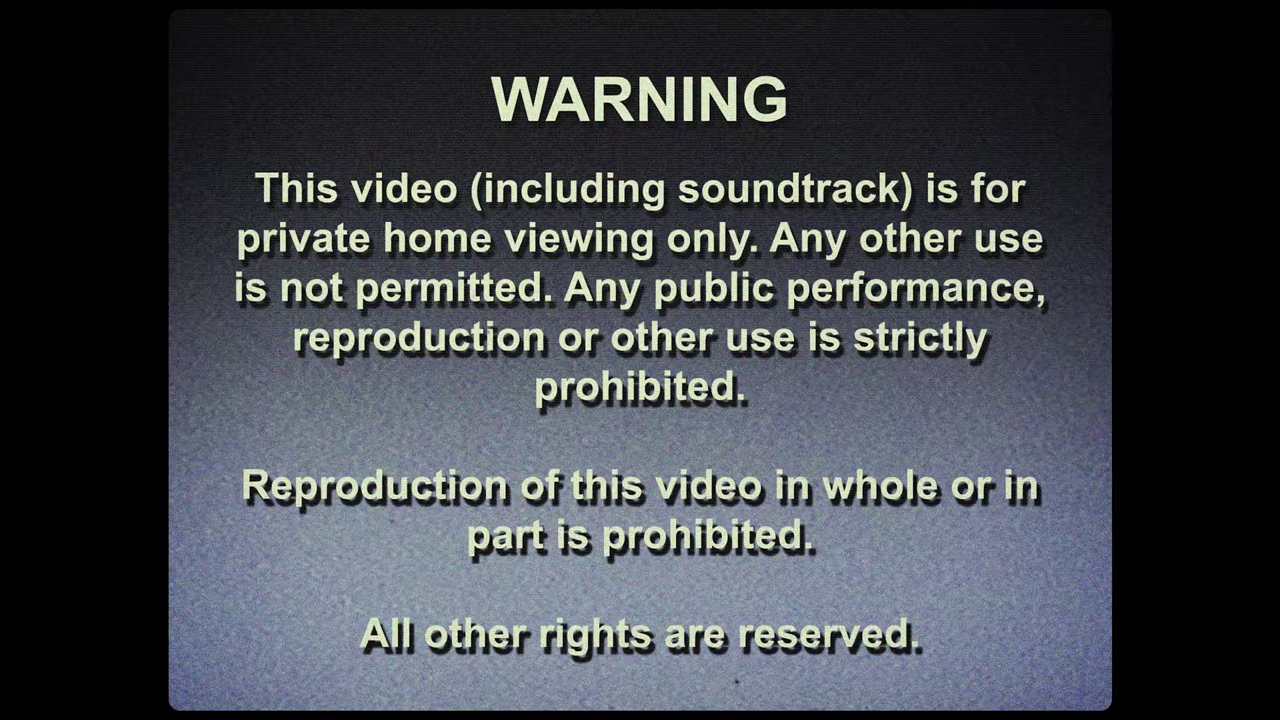 WARNING
This video (including soundtrack) is for
private home viewing only. Any other use
is not permitted. Any public performance,
reproduction or other use is strictly
prohibited.
Reproduction of this video in whole or in
part is prohibited.
All other rights are reserved.